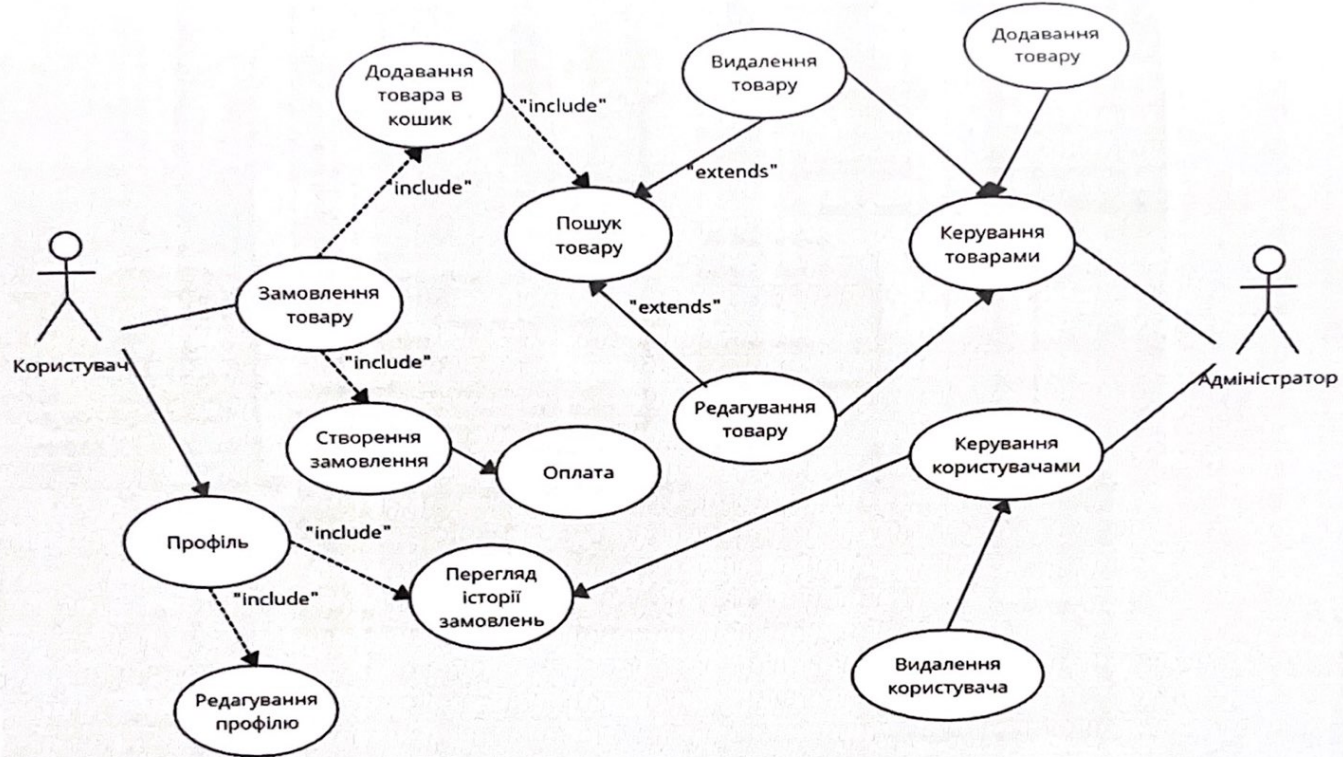 Додавання
товара в
кошик
"include"
Видалення
товару
Додавання
товару
"include"
"extends"
Пошук
товару
Керування
товарами
Замовлення
товару
"extends"
Користувач
"include"
Адміністратор
Редагування
товару
Створення
замовлення
Оплата
Керування
користувачами
Профіль
"include"
Перегляд
історії
замовлень
"include"
Видалення
користувача
Редагування
профілю